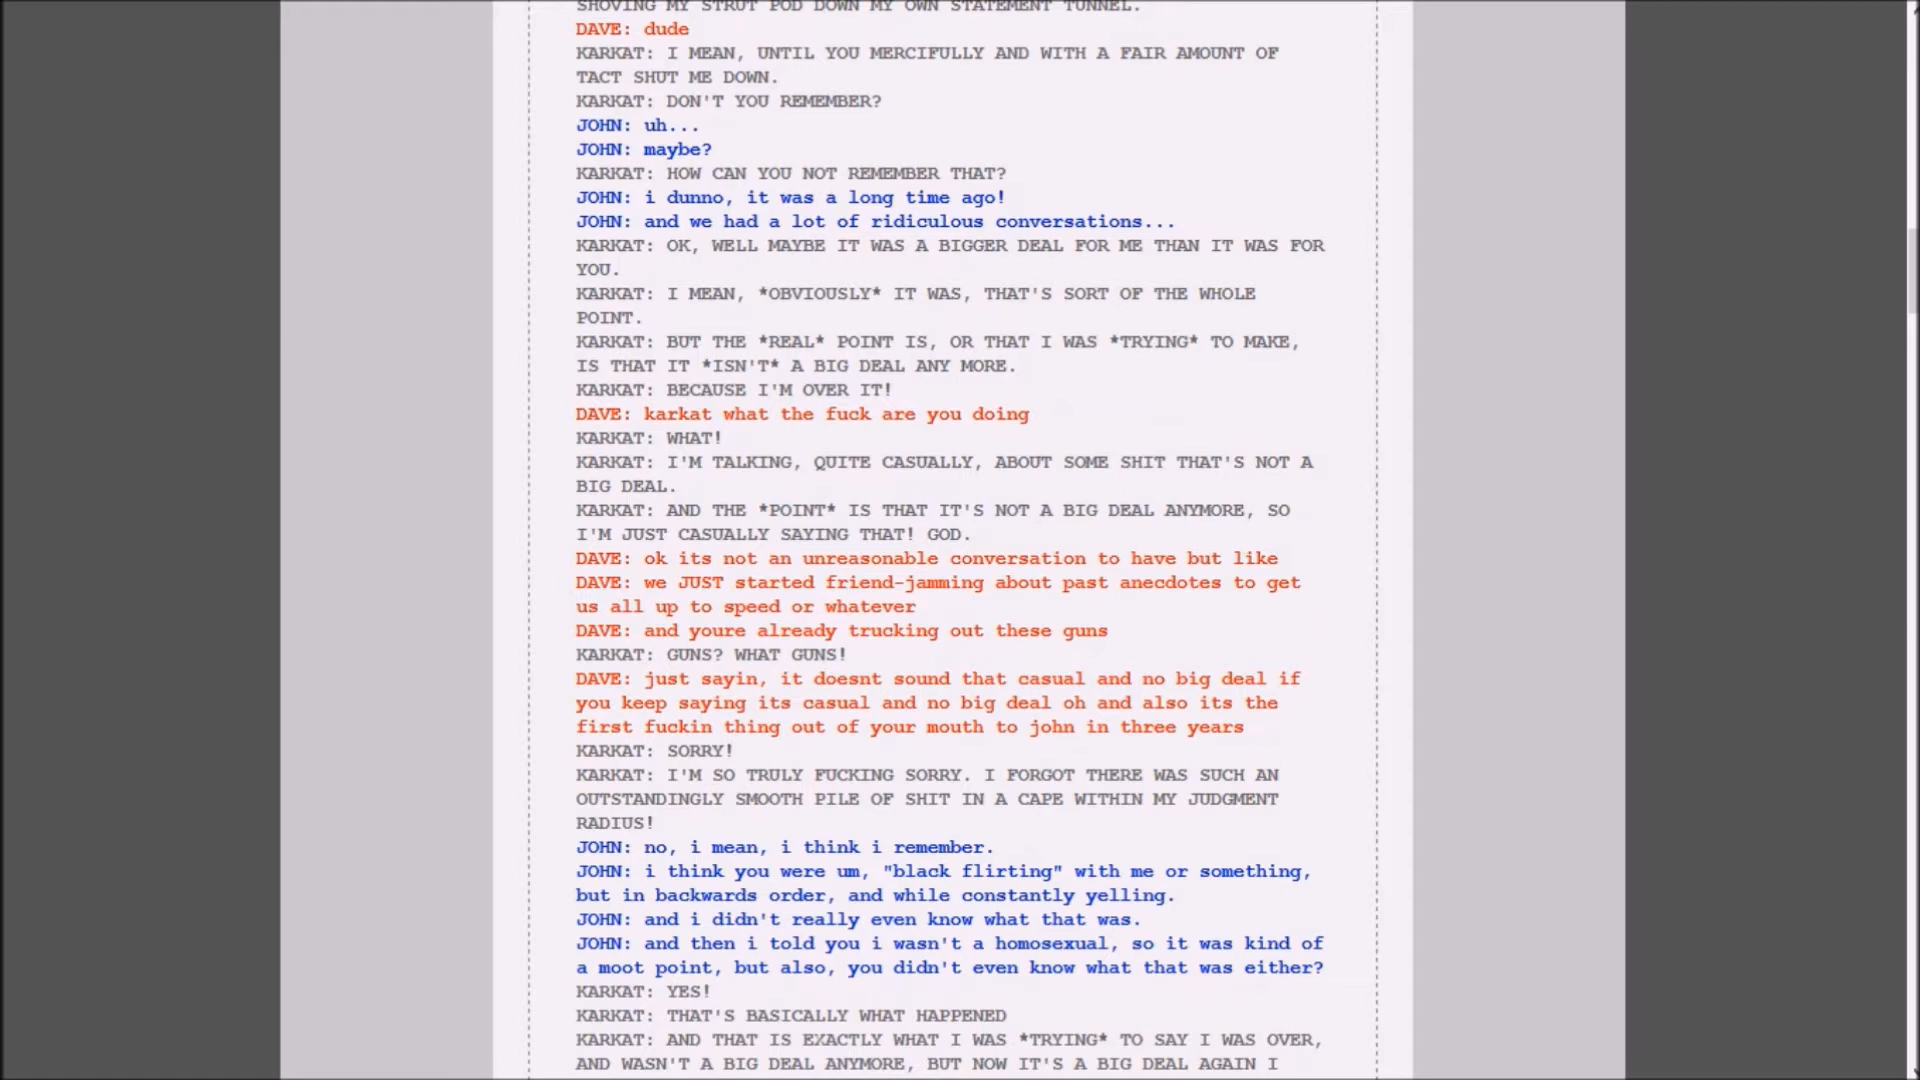 SHOVING MY STRUT POD DOWN MY OWN STATEMENT TUNNEL.
DAVE: dude
KARKAT: I MEAN, UNTIL YOU MERCIFULLY AND WITH A FAIR AMOUNT OF
TACT SHUT ME DOWN.
KARKAT: DON'T YOU REMEMBER?
JOHN: uh...
JOHN: maybe?
KARKAT: HOW CAN YOU NOT REMEMBER THAT?
JOHN: i dunno, it was a long time ago!
JOHN: and we had a lot of ridiculous conversations...
KARKAT: OK, WELL MAYBE IT WAS A BIGGER DEAL FOR ME THAN IT WAS FOR
YOU.
KARKAT: I MEAN, *OBVIOUSLY* IT WAS, THAT'S SORT OF THE WHOLE
POINT.
KARKAT: BUT THE *REAL* POINT IS, OR THAT I WAS *TRYING* TO MAKE,
IS THAT IT *ISN'T* A BIG DEAL ANY MORE.
KARKAT: BECAUSE I'M OVER IT!
DAVE: karkat what the fuck are you doing
KARKAT: WHAT!
KARKAT: I'M TALKING, QUITE CASUALLY, ABOUT SOME SHIT THAT'S NOT A
BIG DEAL.
KARKAT: AND THE *POINT* IS THAT IT'S NOT A BIG DEAL ANYMORE, SO
I'M JUST CASUALLY SAYING THAT! GOD.
DAVE: ok its not an unreasonable conversation to have but like
DAVE: we JUST started friend-jamming about past anecdotes to get
us all up to speed or whatever
DAVE: and youre already trucking out these guns
KARKAT: GUNS? WHAT GUNS!
DAVE: just sayin, it doesnt sound that casual and no big deal if
you keep saying its casual and no big deal oh and also its the
first fuckin thing out of your mouth to john in three years
KARKAT: SORRY!
KARKAT: I'M SO TRULY FUCKING SORRY. I FORGOT THERE WAS SUCH AN
OUTSTANDINGLY SMOOTH PILE OF SHIT IN A CAPE WITHIN MY JUDGMENT
RADIUS!
JOHN: no, i mean, i think i remember.
JOHN: i think you were um, "black flirting" with me or something,
but in backwards order, and while constantly yelling.
JOHN: and i didn't really even know what that was.
JOHN: and then i told you i wasn't a homosexual, so it was kind of
a moot point, but also, you didn't even know what that was either?
KARKAT: YES!
KARKAT: THAT'S BASICALLY WHAT HAPPENED
KARKAT: AND THAT IS EXACTLY WHAT I WAS *TRYING* TO SAY I WAS OVER,
AND WASN'T A BIG DEAL ANYMORE, BUT NOW IT'S A BIG DEAL AGAIN I